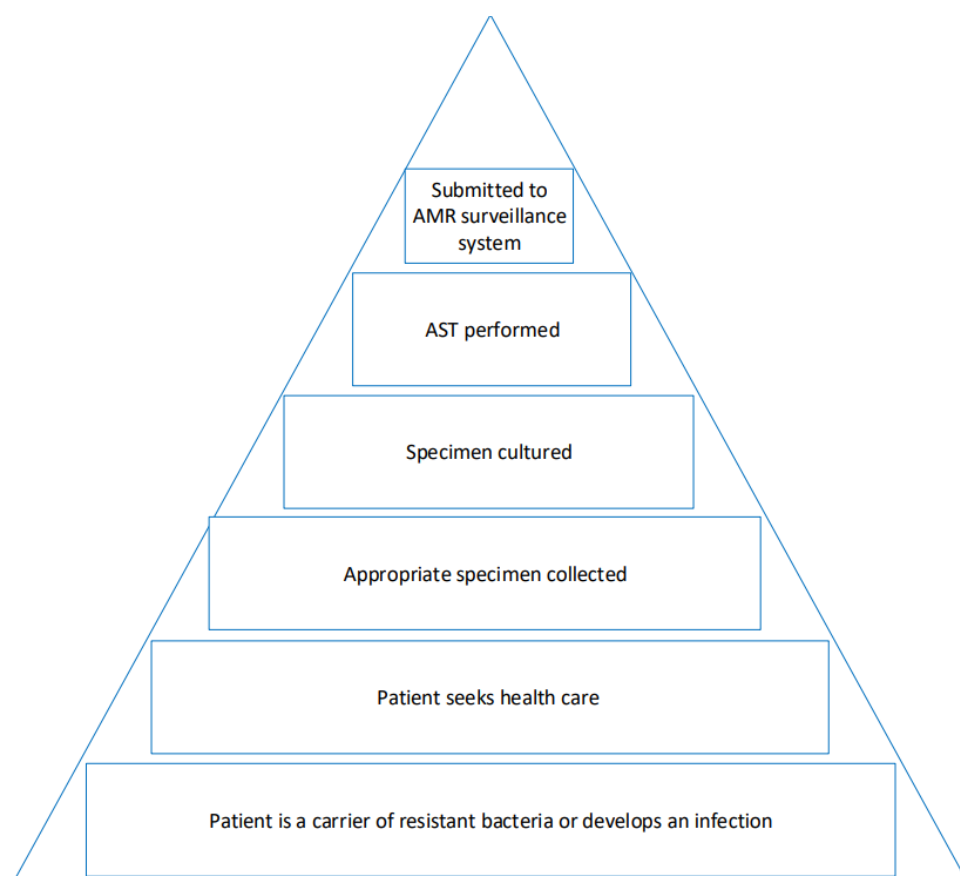 Submitted to
AMR surveillance
system
AST performed
Specimen cultured
Appropriate specimen collected
Patient seeks health care
Patient is a carrier of resistant bacteria or develops an infection